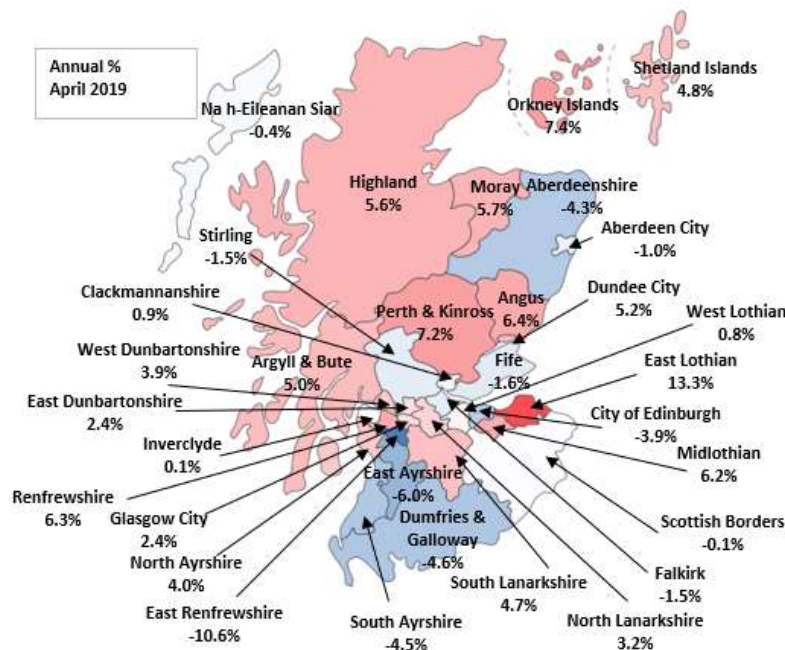 Annual %
April 2019
Shetland Islands
4.8%
Orkney Islands
7.4%
Na h-Eileanan Siar
-0.4%
Highland
5.6%
Moray
5.7%
Aberdeenshire
-4.3%
Aberdeen City
-1.0%
Stirling
-1.5%
Dundee City
5.2%
Clackmannanshire
0.9%
Perth & Kinross
7.2%
Angus
6.4%
West Lothian
0.8%
West Dunbartonshire
3.9%
Argyll & Bute
5.0%
Fife
-1.6%
East Lothian
13.3%
East Dunbartonshire
2.4%
City of Edinburgh
-3.9%
Inverclyde
0.1%
Midlothian
6.2%
Renfrewshire
6.3%
East Ayrshire
-6.0%
Glasgow City
2.4%
Dumfries &
Galloway
-4.6%
Scottish Borders
-0.1%
North Ayrshire
4.0%
South Lanarkshire
4.7%
Falkirk
-1.5%
East Renfrewshire
-10.6%
South Ayrshire
-4.5%
North Lanarkshire
3.2%